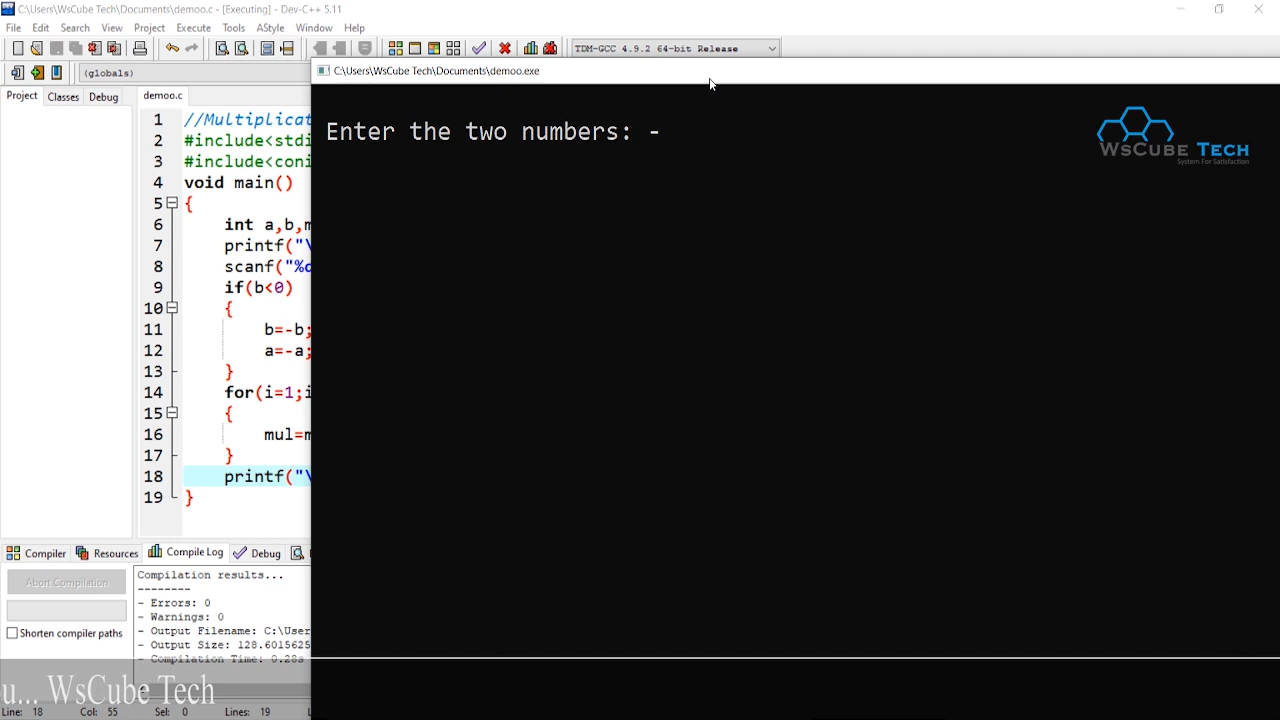 C:\Users\WsCube Tech\Documents\demoo.c - [Executing] - Dev-C++ 5.11
File Edit Search View Project Execute Tools AStyle Window Help
TDM-GCC 4.9.2 64-bit Release
(globals)
C:\Users\WsCube Tech\Documents\demoo.exe
Project Classes Debug demoo.c
Enter the two numbers: -
WsCube Tech
System For Satisfaction
1 //Multiplicat
2 #include<stdi
3 #include<coni
4 void main()
5 {
6 int a,b,m
7 printf("\
8 scanf("%d
9 if(b<0)
10 {
11 b=-b;
12 a=-a;
13 }
14 for(i=1;i
15 {
16 mul=m
17 }
18 printf("\
19 }
Compiler Resources Compile Log Debug
Abort Compilation
Shorten compiler paths
Compilation results...
--------
- Errors: 0
- Warnings: 0
- Output Filename: C:\User
- Output Size: 128.6015625
- Compilation Time: 0.28s
u... WsCube Tech
Line: 18 Col: 55 Sel: 0 Lines: 19